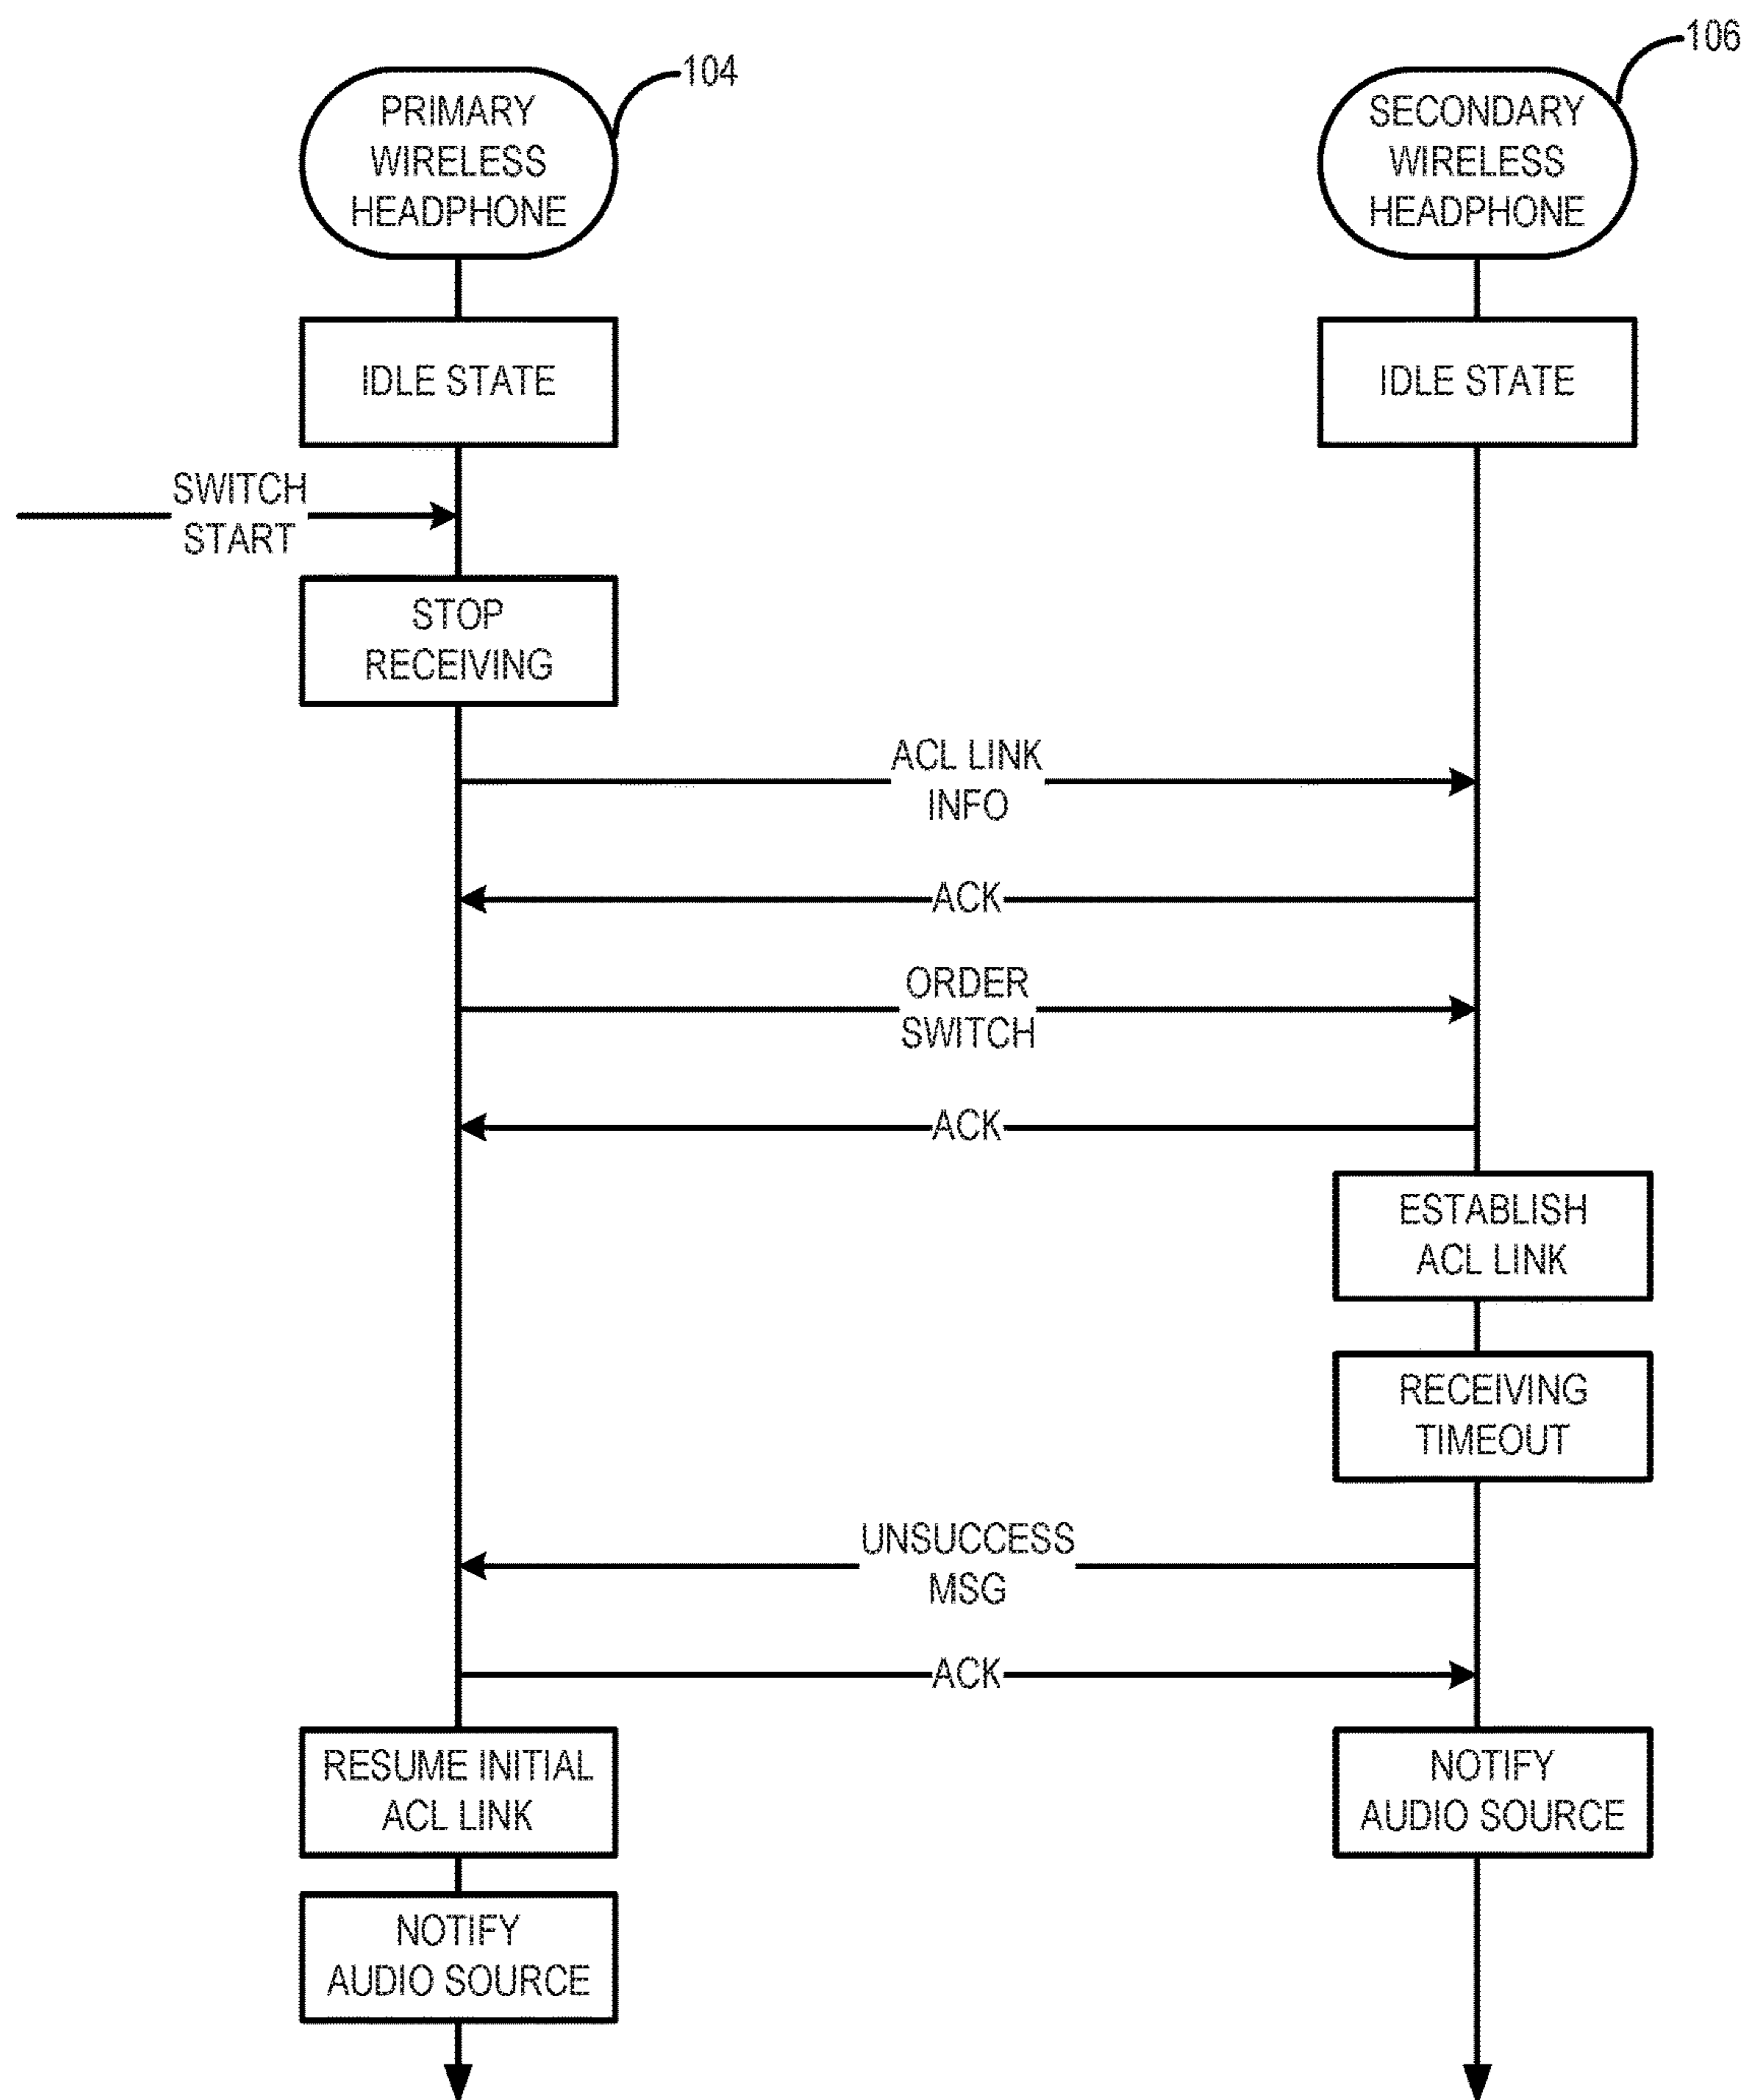 106
104
PRIMARY
WIRELESS
HEADPHONE
SECONDARY
WIRELESS
HEADPHONE
IDLE STATE
IDLE STATE
SWITCH
START
STOP
RECEIVING
ACL LINK
INFO
ACK
ORDER
SWITCH
ACK
ESTABLISH
ACL LINK
RECEIVING
TIMEOUT
UNSUCCESS
MSG
ACK
RESUME INITIAL
ACL LINK
NOTIFY
AUDIO SOURCE
NOTIFY
AUDIO SOURCE